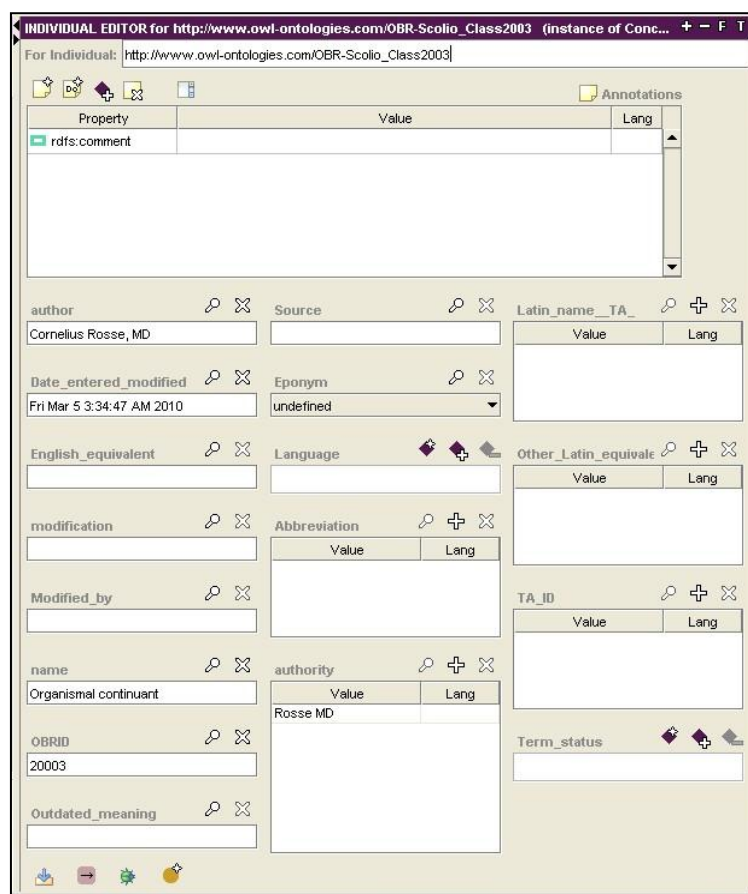 INDIVIDUAL EDITOR for http://www.owl-ontologies.com/OBR-Scolio_Class2003 (instance of Conc... + − F T
For Individual: http://www.owl-ontologies.com/OBR-Scolio_Class2003
Annotations
Property Value Lang
rdfs:comment
author
Cornelius Rosse, MD
Date_entered_modified
Fri Mar 5 3:34:47 AM 2010
English_equivalent
modification
Modified_by
name
Organismal continuant
OBRID
20003
Outdated_meaning
Source
Eponym
undefined
Language
Abbreviation
Value Lang
authority
Value Lang
Rosse MD
Latin_name__TA_
Value Lang
Other_Latin_equivale
Value Lang
TA_ID
Value Lang
Term_status